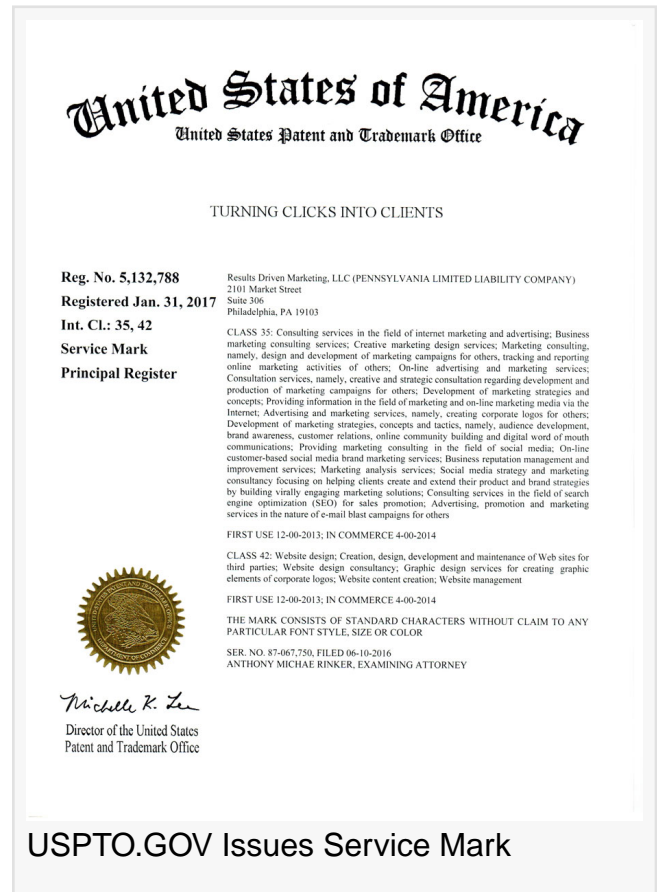 United States of America
United States Patent and Trademark Office
TURNING CLICKS INTO CLIENTS
Reg. No. 5,132,788
Registered Jan. 31, 2017
Int. Cl.: 35, 42
Service Mark
Principal Register
Results Driven Marketing, LLC (PENNSYLVANIA LIMITED LIABILITY COMPANY)
2101 Market Street
Suite 306
Philadelphia, PA 19103
CLASS 35: Consulting services in the field of internet marketing and advertising; Business
marketing consulting services; Creative marketing design services; Marketing consulting,
namely, design and development of marketing campaigns for others, tracking and reporting
online marketing activities of others; On-line advertising and marketing services;
Consultation services, namely, creative and strategic consultation regarding development and
production of marketing campaigns for others; Development of marketing strategies and
concepts; Providing information in the field of marketing and on-line marketing media via the
Internet; Advertising and marketing services, namely, creating corporate logos for others;
Development of marketing strategies, concepts and tactics, namely, audience development,
brand awareness, customer relations, online community building and digital word of mouth
communications; Providing marketing consulting in the field of social media; On-line
customer-based social media brand marketing services; Business reputation management and
improvement services; Marketing analysis services; Social media strategy and marketing
consultancy focusing on helping clients create and extend their product and brand strategies
by building virally engaging marketing solutions; Consulting services in the field of search
engine optimization (SEO) for sales promotion; Advertising, promotion and marketing
services in the nature of e-mail blast campaigns for others
FIRST USE 12-00-2013; IN COMMERCE 4-00-2014
CLASS 42: Website design; Creation, design, development and maintenance of Web sites for
third parties; Website design consultancy; Graphic design services for creating graphic
elements of corporate logos; Website content creation; Website management
FIRST USE 12-00-2013; IN COMMERCE 4-00-2014
THE MARK CONSISTS OF STANDARD CHARACTERS WITHOUT CLAIM TO ANY
PARTICULAR FONT STYLE, SIZE OR COLOR
SER. NO. 87-067,750, FILED 06-10-2016
ANTHONY MICHAE RINKER, EXAMINING ATTORNEY
UNITED STATES PATENT AND TRADEMARK OFFICE
DEPARTMENT OF COMMERCE
Michelle K. Lee
Director of the United States
Patent and Trademark Office
USPTO.GOV Issues Service Mark